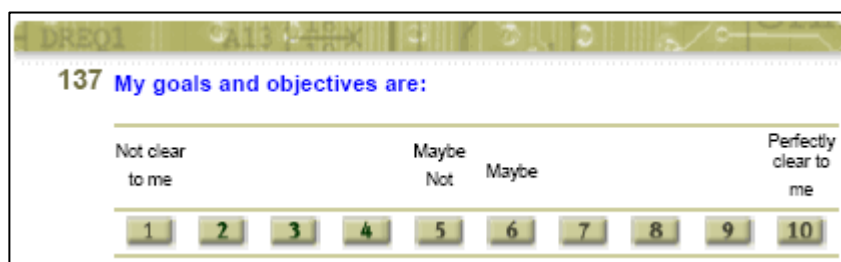 DREQ1 A13
137 My goals and objectives are:
Not clear to me
Maybe Not
Maybe
Perfectly clear to me
1 2 3 4 5 6 7 8 9 10